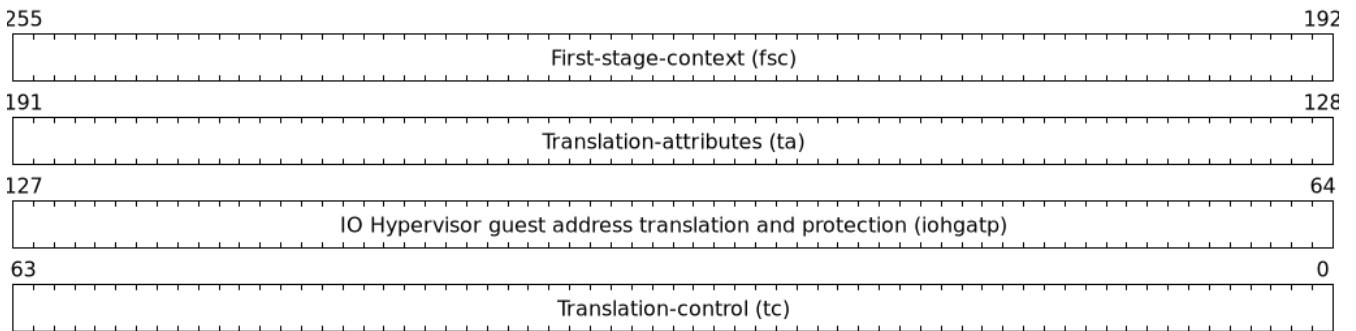 255 192
First-stage-context (fsc)
191 128
Translation-attributes (ta)
127 64
IO Hypervisor guest address translation and protection (iohgatp)
63 0
Translation-control (tc)